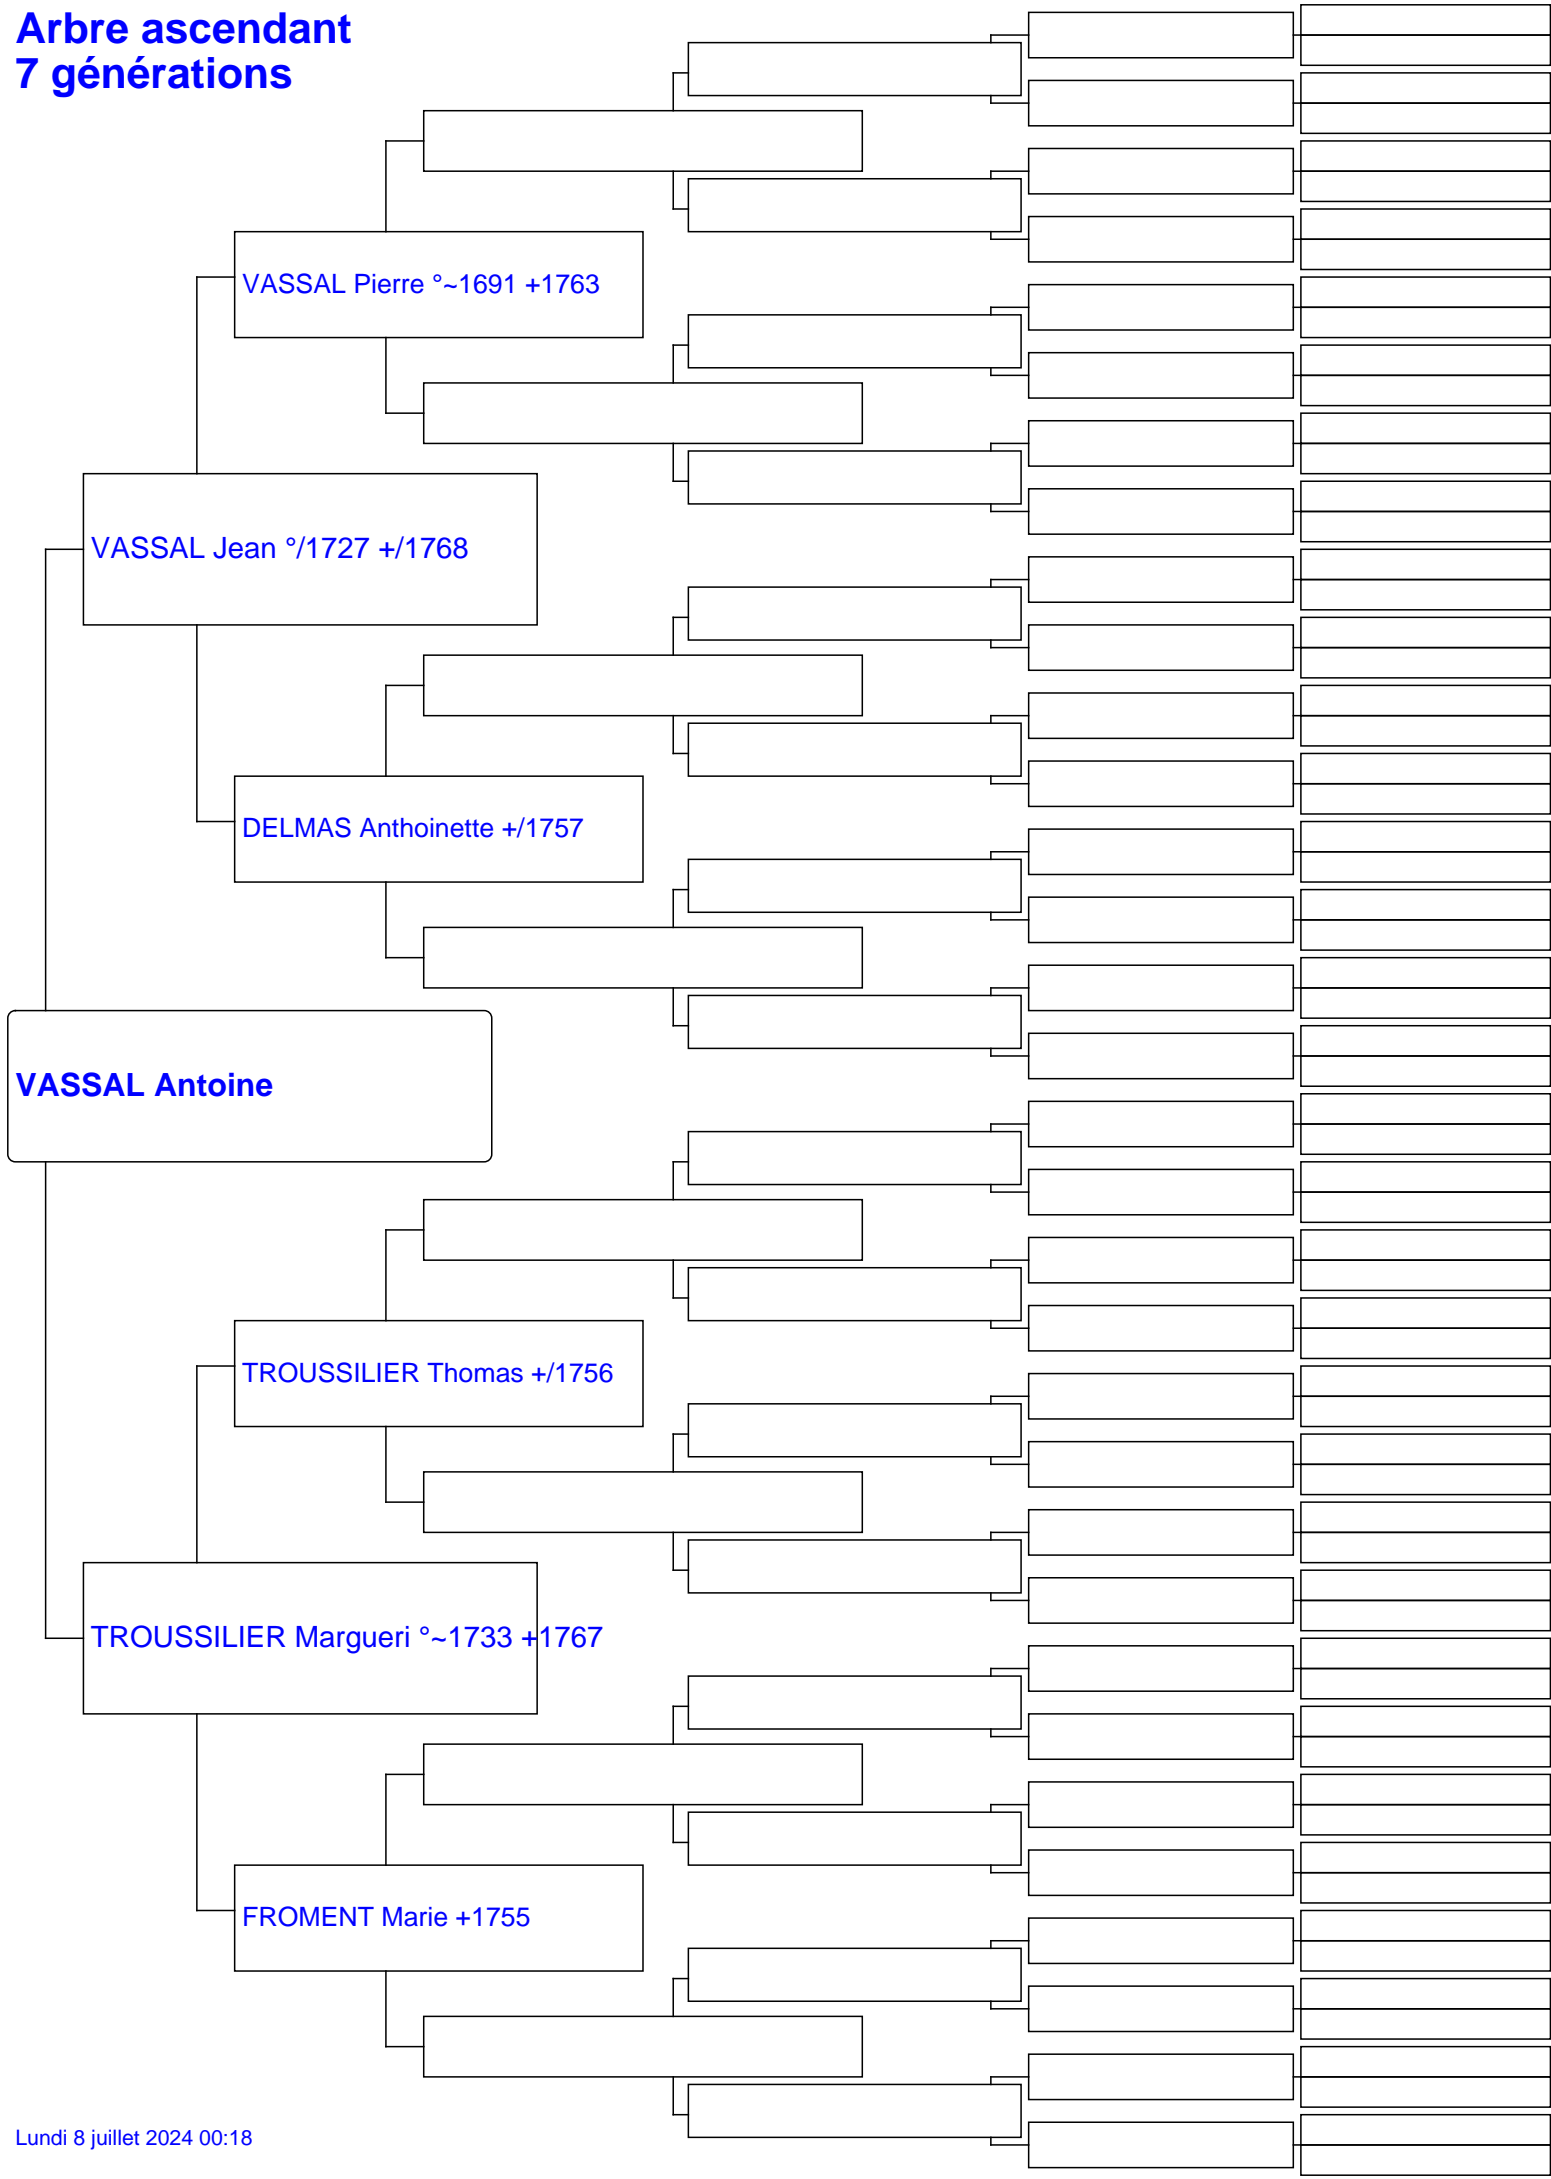 Arbre ascendant
7 générations
VASSAL Pierre °~1691 +1763
VASSAL Jean °/1727 +/1768
DELMAS Anthoinette +/1757
VASSAL Antoine
TROUSSILIER Thomas +/1756
TROUSSILIER Margueri °~1733 +1767
FROMENT Marie +1755
Lundi 8 juillet 2024 00:18